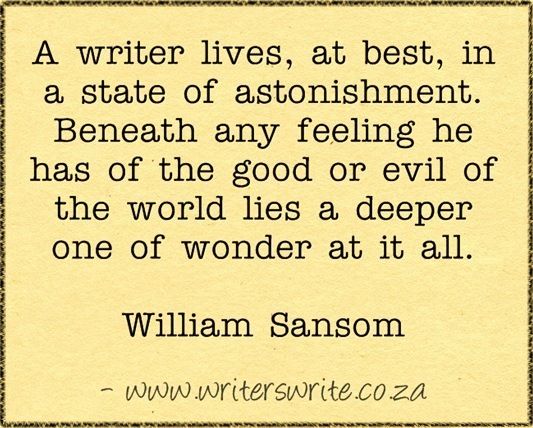 A writer lives, at best, in
a state of astonishment.
Beneath any feeling he
has of the good or evil of
the world lies a deeper
one of wonder at it all.
William Sansom
- www.writerswrite.co.za